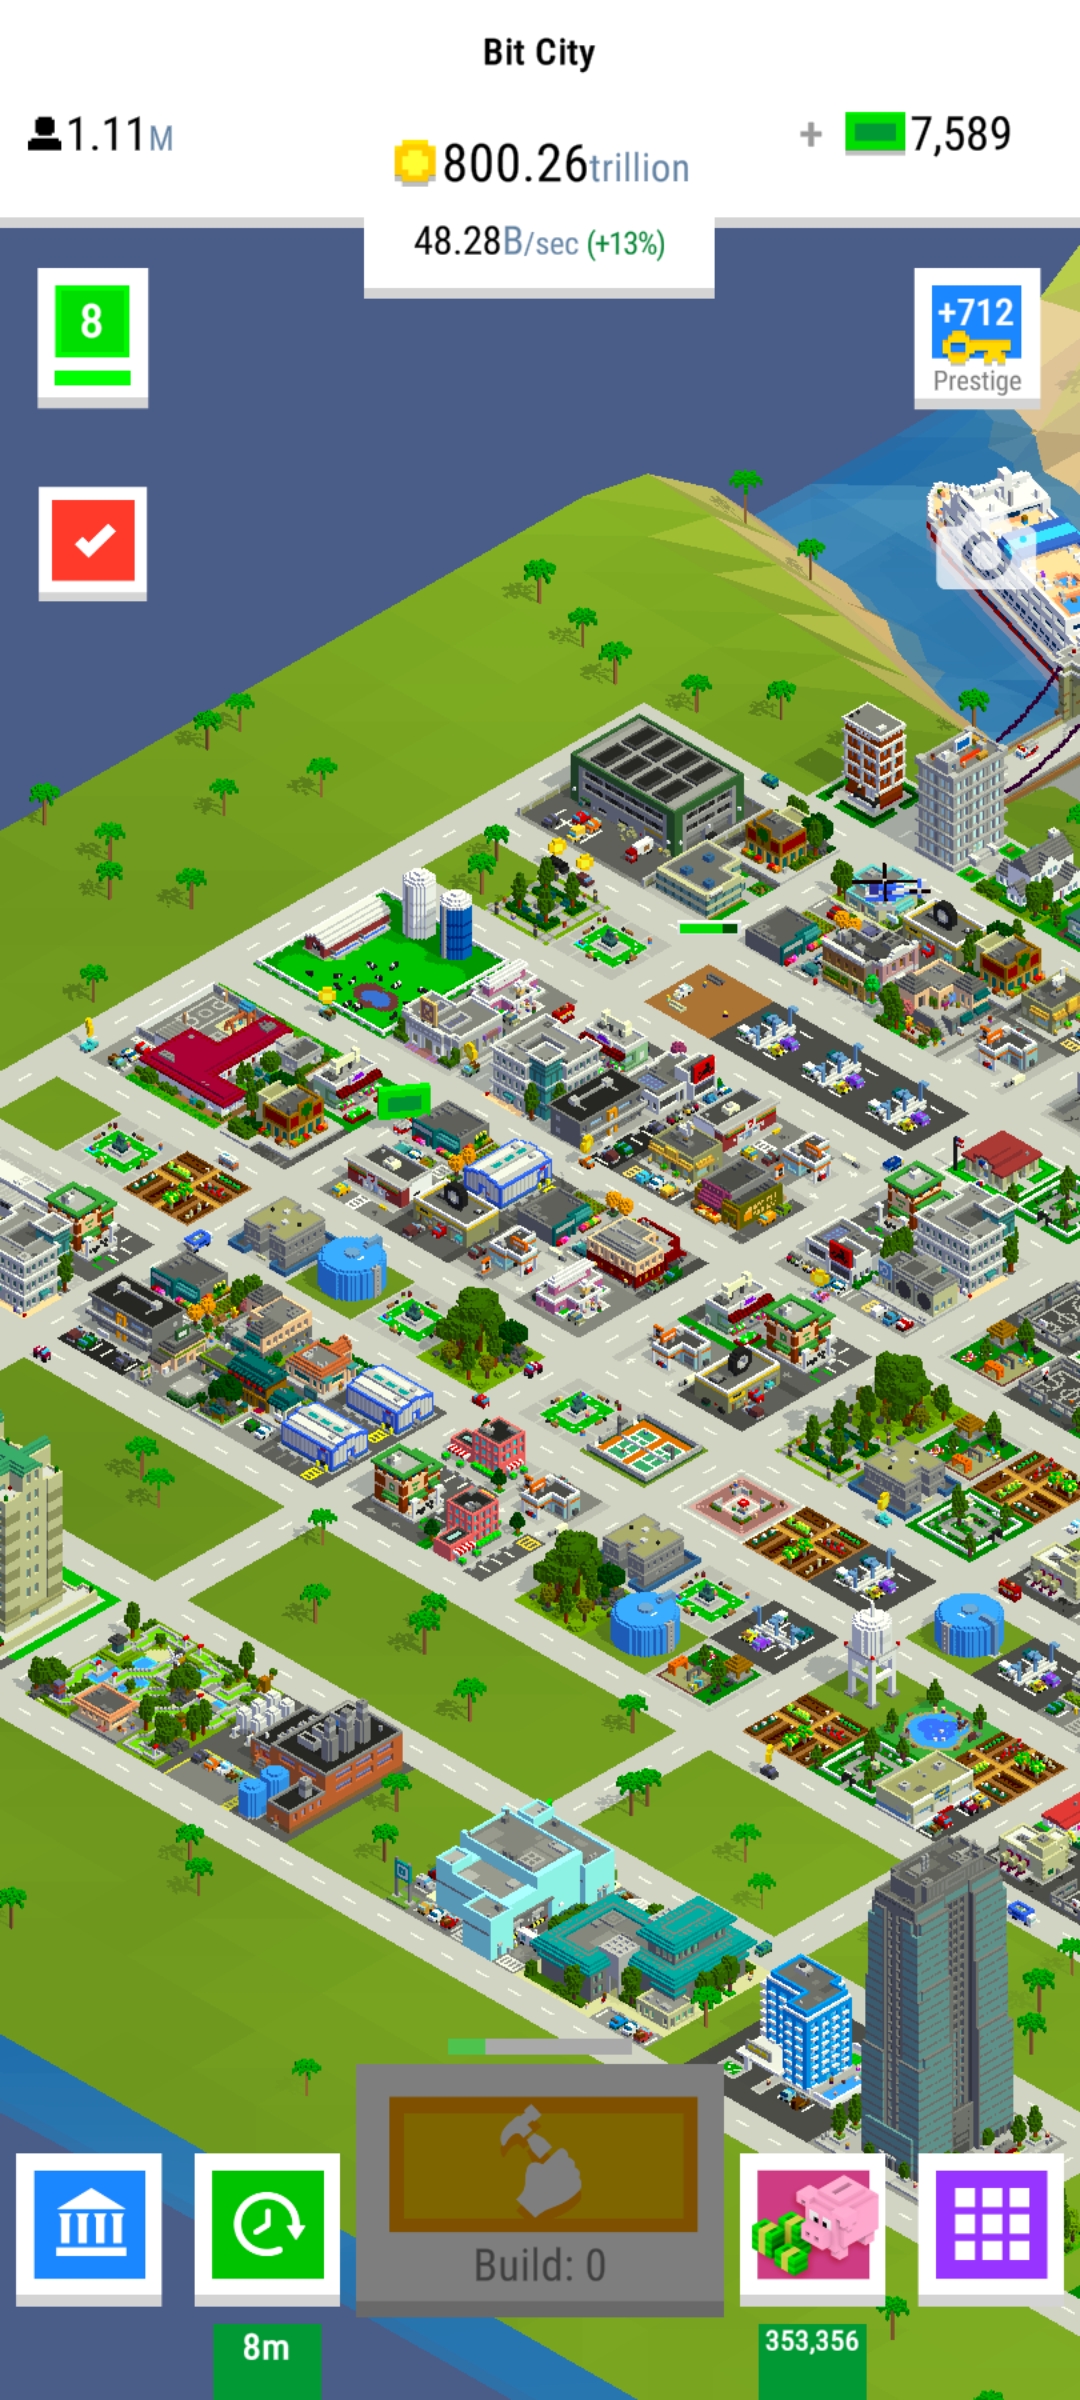 Bit City
1.11M
800.26trillion
+ 7,589
48.28B/sec (+13%)
8
+712
Prestige
Build: 0
8m
353,356